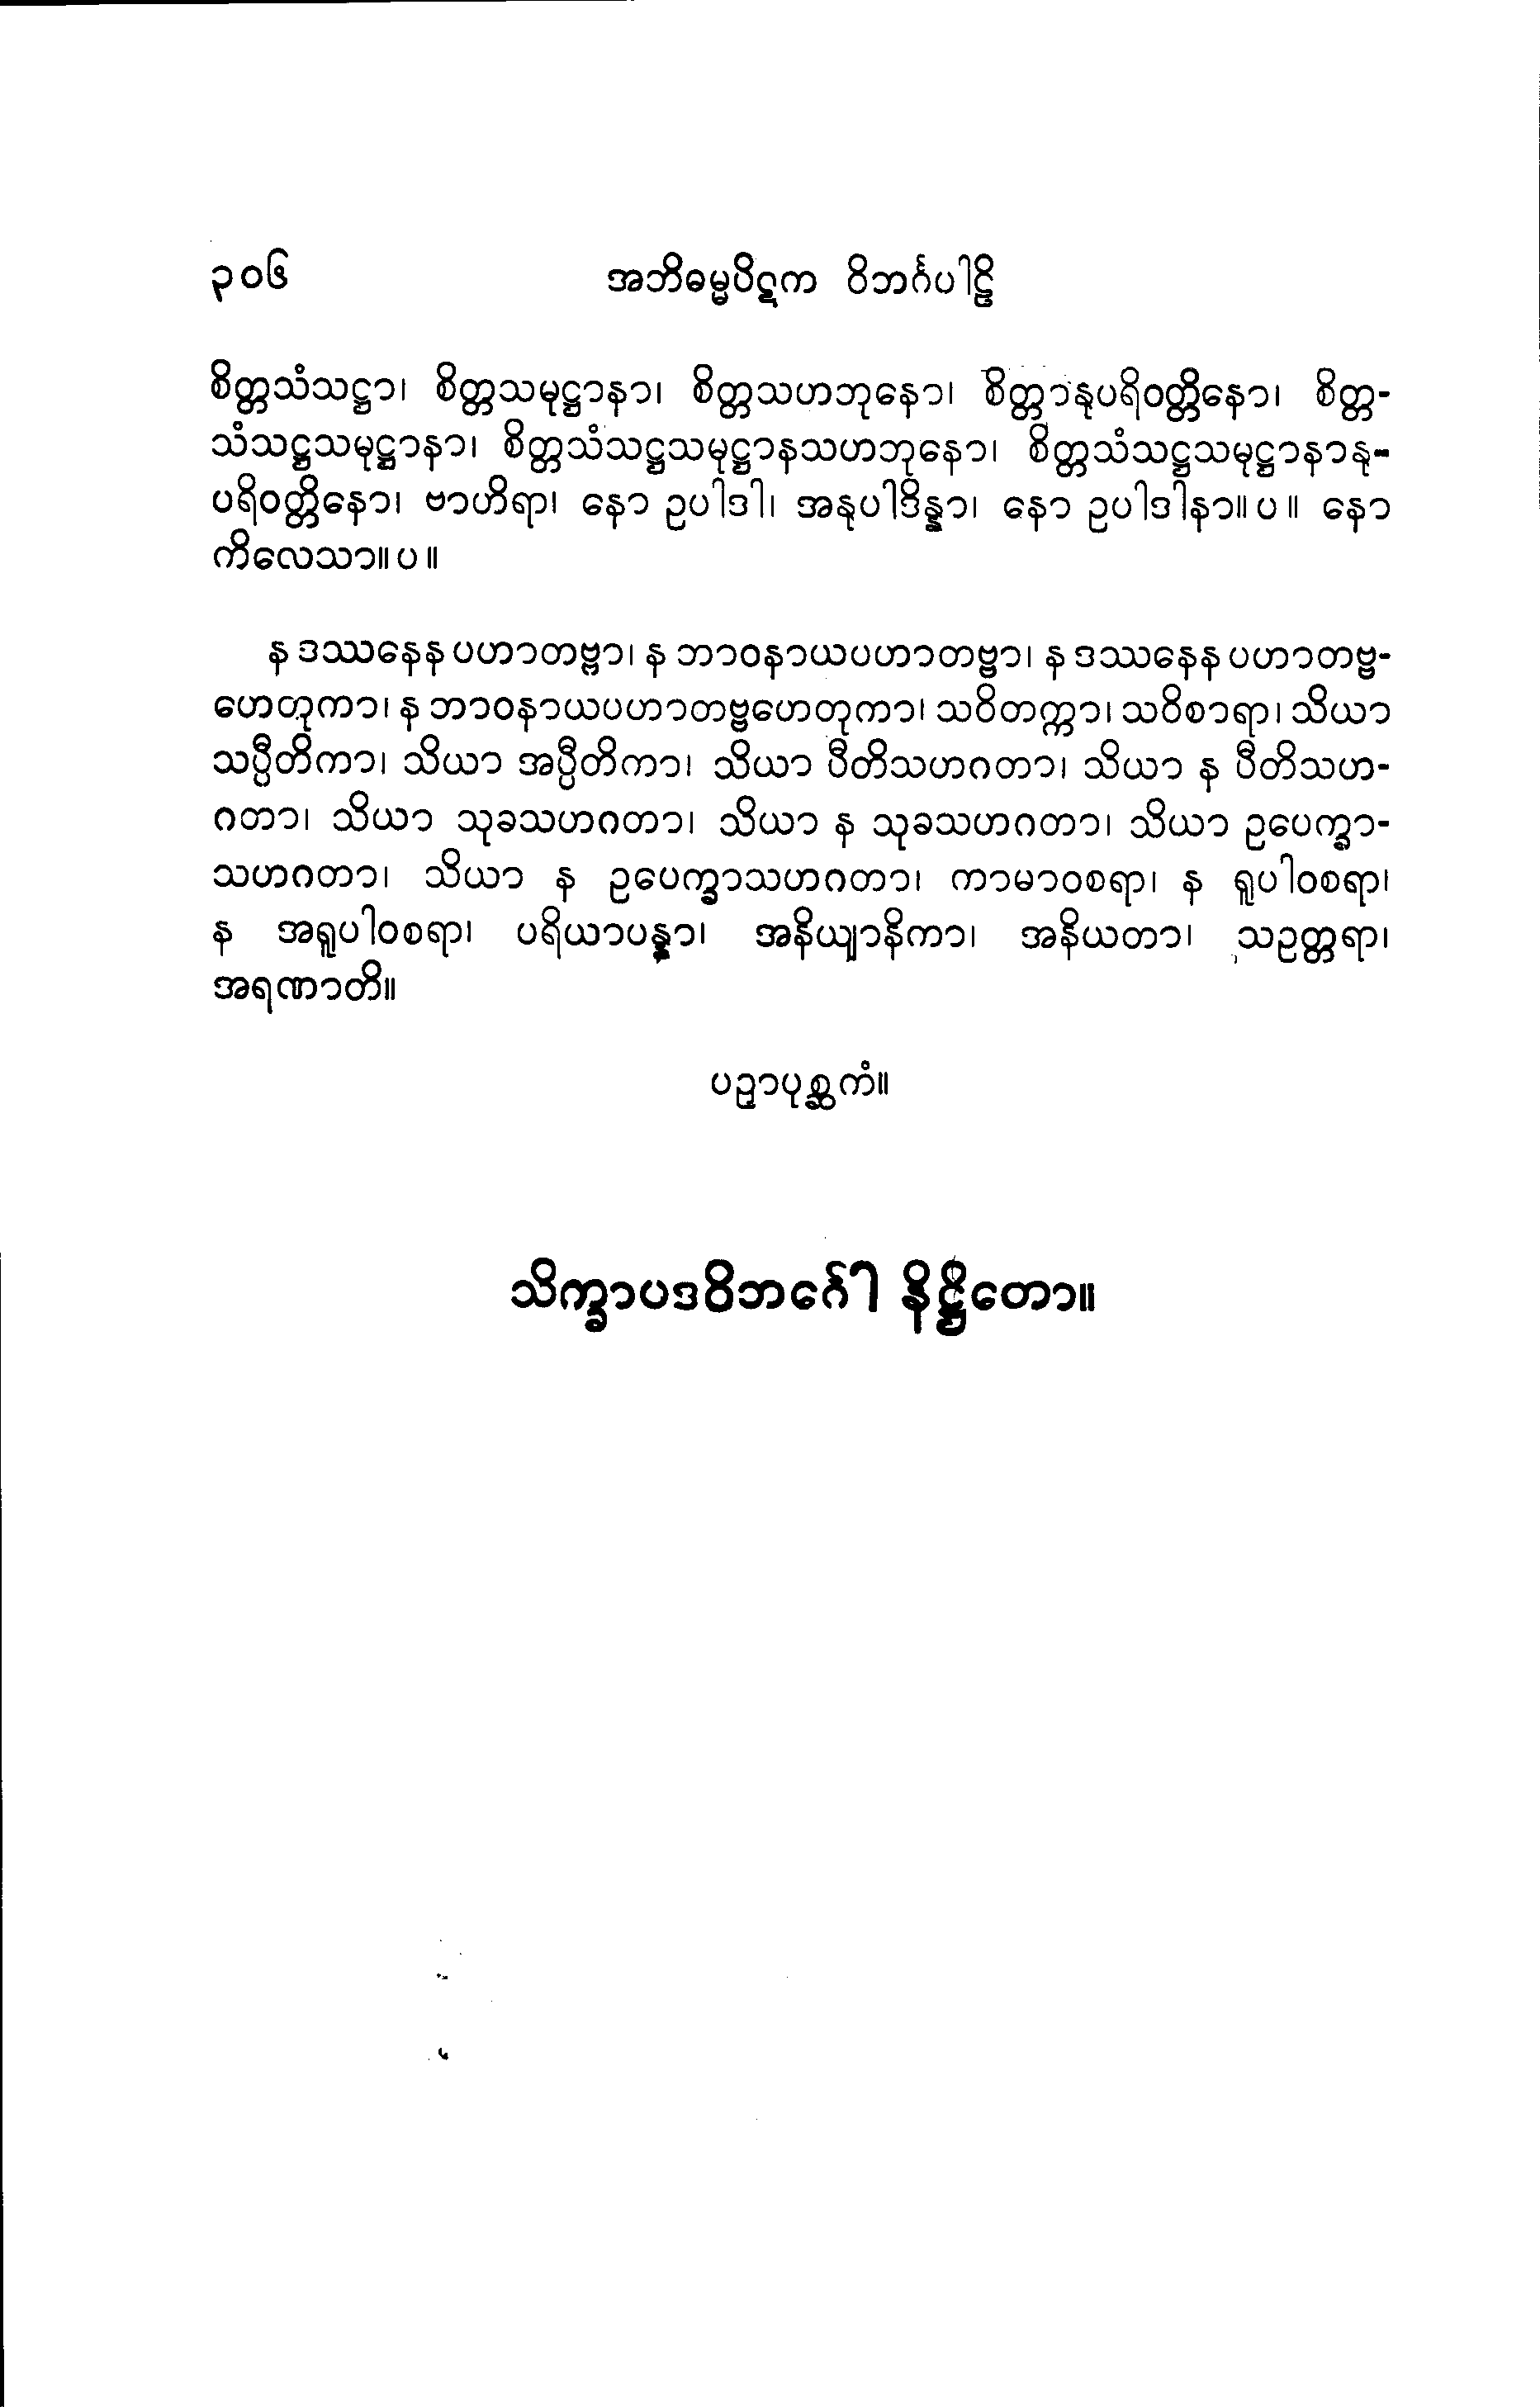 ၃၀၆ အဘိဓမ္မပိဋက ဝိဘင်္ဂပါဠိ
စိတ္တသံသဋ္ဌာ၊ စိတ္တသမုဋ္ဌာနာ၊ စိတ္တသဟဘုနော၊ စိတ္တာနုပရိဝတ္တိနော၊ စိတ္တ-
သံသဋ္ဌသမုဋ္ဌာနာ၊ စိတ္တသံသဋ္ဌသမုဋ္ဌာနသဟဘုနော၊ စိတ္တသံသဋ္ဌသမုဋ္ဌာနာနု-
ပရိဝတ္တိနော၊ ဗာဟိရာ၊ နော ဥပါဒါ၊ အနုပါဒိန္နာ၊ နော ဥပါဒါနာ။ ပ ။ နော
ကိလေသာ။ ပ ။
န ဒဿနေန ပဟာတဗ္ဗာ၊ န ဘာဝနာယပဟာတဗ္ဗာ၊ န ဒဿနေန ပဟာတဗ္ဗ-
ဟေတုကာ၊ န ဘာဝနာယပဟာတဗ္ဗဟေတုကာ၊ သဝိတက္ကာ၊ သဝိစာရာ၊ သိယာ
သပ္ပီတိကာ၊ သိယာ အပ္ပီတိကာ၊ သိယာ ပီတိသဟဂတာ၊ သိယာ န ပီတိသဟ-
ဂတာ၊ သိယာ သုခသဟဂတာ၊ သိယာ န သုခသဟဂတာ၊ သိယာ ဥပေက္ခာ-
သဟဂတာ၊ သိယာ န ဥပေက္ခာသဟဂတာ၊ ကာမာဝစရာ၊ န ရူပါဝစရာ၊
န အရူပါဝစရာ၊ ပရိယာပန္နာ၊ အနိယျာနိကာ၊ အနိယတာ၊ သဥတ္တရာ၊
အရဏာတိ။
ပဉှာပုစ္ဆကံ။
သိက္ခာပဒဝိဘင်္ဂေါ နိဋ္ဌိတော။